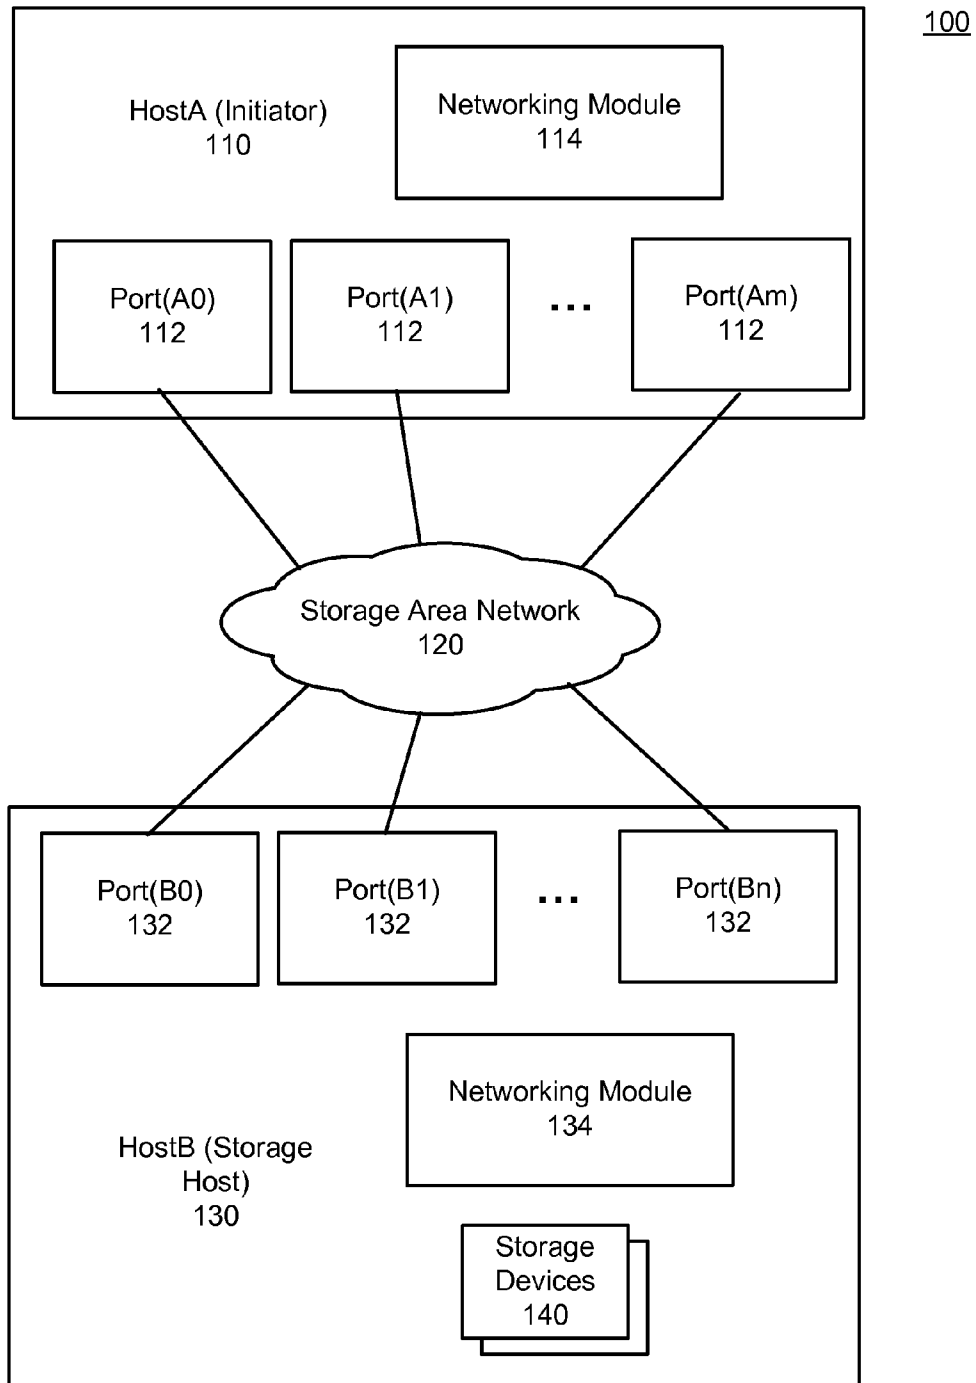 100
HostA (Initiator)
110
Networking Module
114
Port(A0)
112
Port(A1)
112
...
Port(Am)
112
Storage Area Network
120
Port(B0)
132
Port(B1)
132
...
Port(Bn)
132
Networking Module
134
HostB (Storage
Host)
130
Storage
Devices
140